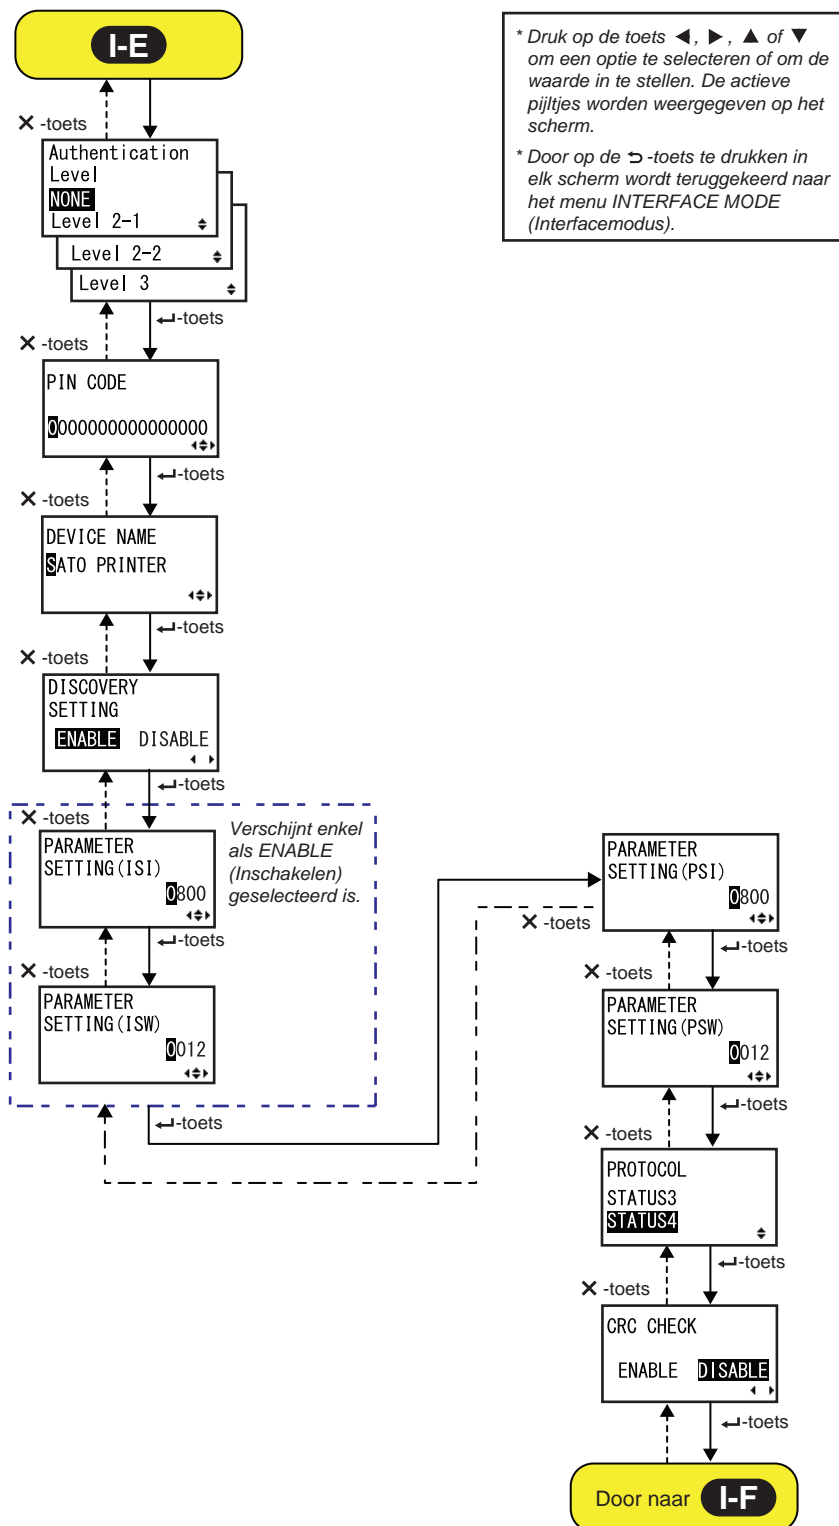 I-E
* Druk op de toets ◀, ▶, ▲ of ▼
om een optie te selecteren of om de
waarde in te stellen. De actieve
pijltjes worden weergegeven op het
scherm.
* Door op de ⮌ -toets te drukken in
elk scherm wordt teruggekeerd naar
het menu INTERFACE MODE
(Interfacemodus).
✕ -toets
Authentication
Level
NONE
Level 2-1
Level 2-2
Level 3
↵-toets
✕ -toets
PIN CODE
0000000000000000
↵-toets
✕ -toets
DEVICE NAME
SATO PRINTER
↵-toets
✕ -toets
DISCOVERY
SETTING
ENABLE DISABLE
↵-toets
✕ -toets
PARAMETER
SETTING(ISI)
0800
Verschijnt enkel
als ENABLE
(Inschakelen)
geselecteerd is.
↵-toets
✕ -toets
PARAMETER
SETTING(ISW)
0012
↵-toets
PARAMETER
SETTING(PSI)
0800
✕ -toets
↵-toets
✕ -toets
PARAMETER
SETTING(PSW)
0012
↵-toets
✕ -toets
PROTOCOL
STATUS3
STATUS4
↵-toets
✕ -toets
CRC CHECK
ENABLE DISABLE
↵-toets
Door naar I-F